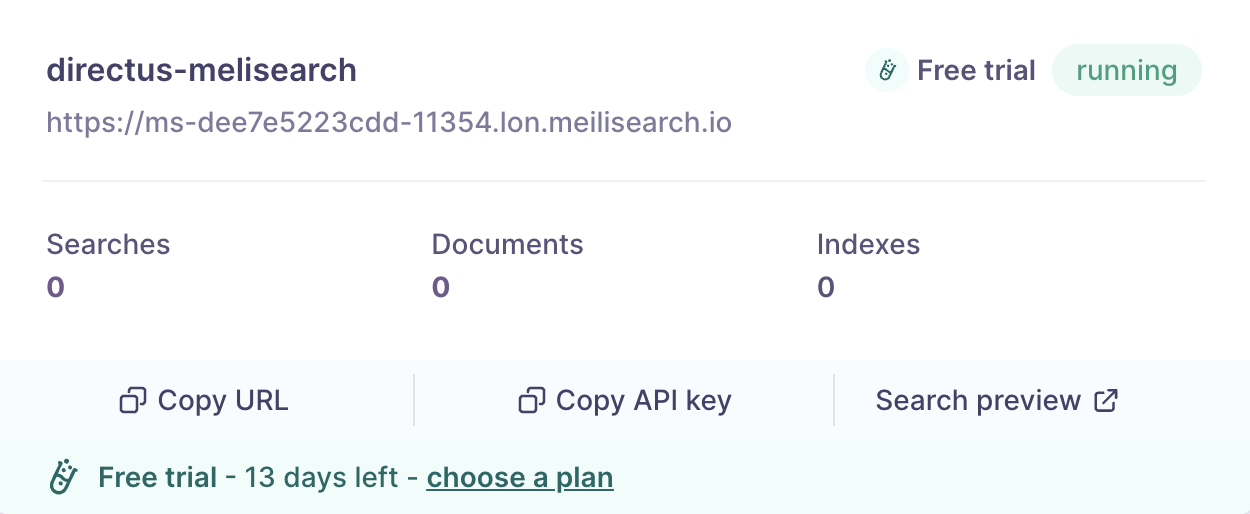 directus-melisearch
Free trial running
https://ms-dee7e5223cdd-11354.lon.meilisearch.io
Searches Documents Indexes
0 0 0
Copy URL Copy API key Search preview
Free trial - 13 days left - choose a plan